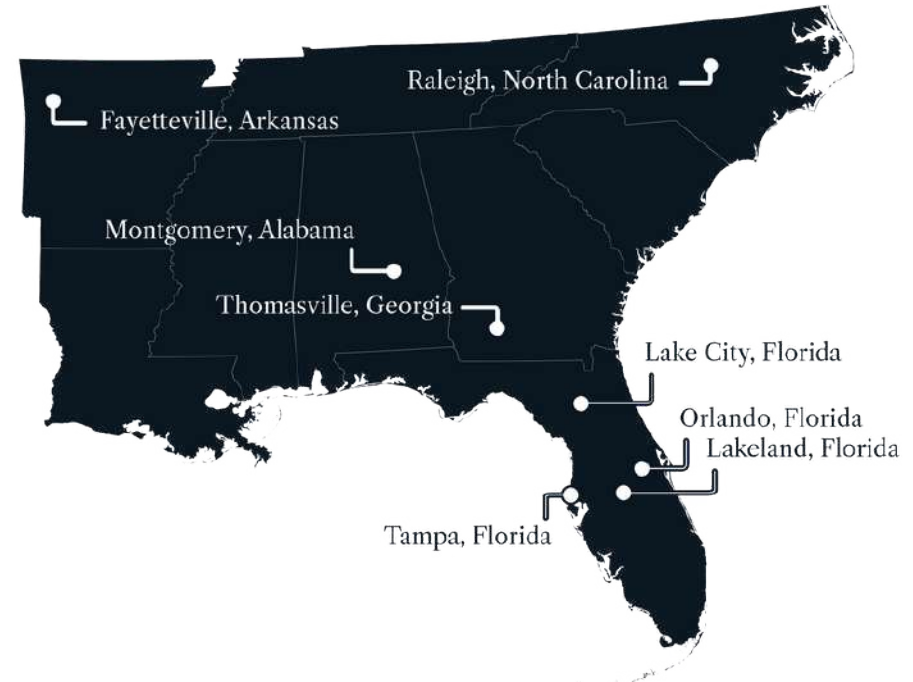 Raleigh, North Carolina
Fayetteville, Arkansas
Montgomery, Alabama
Thomasville, Georgia
Lake City, Florida
Orlando, Florida
Lakeland, Florida
Tampa, Florida